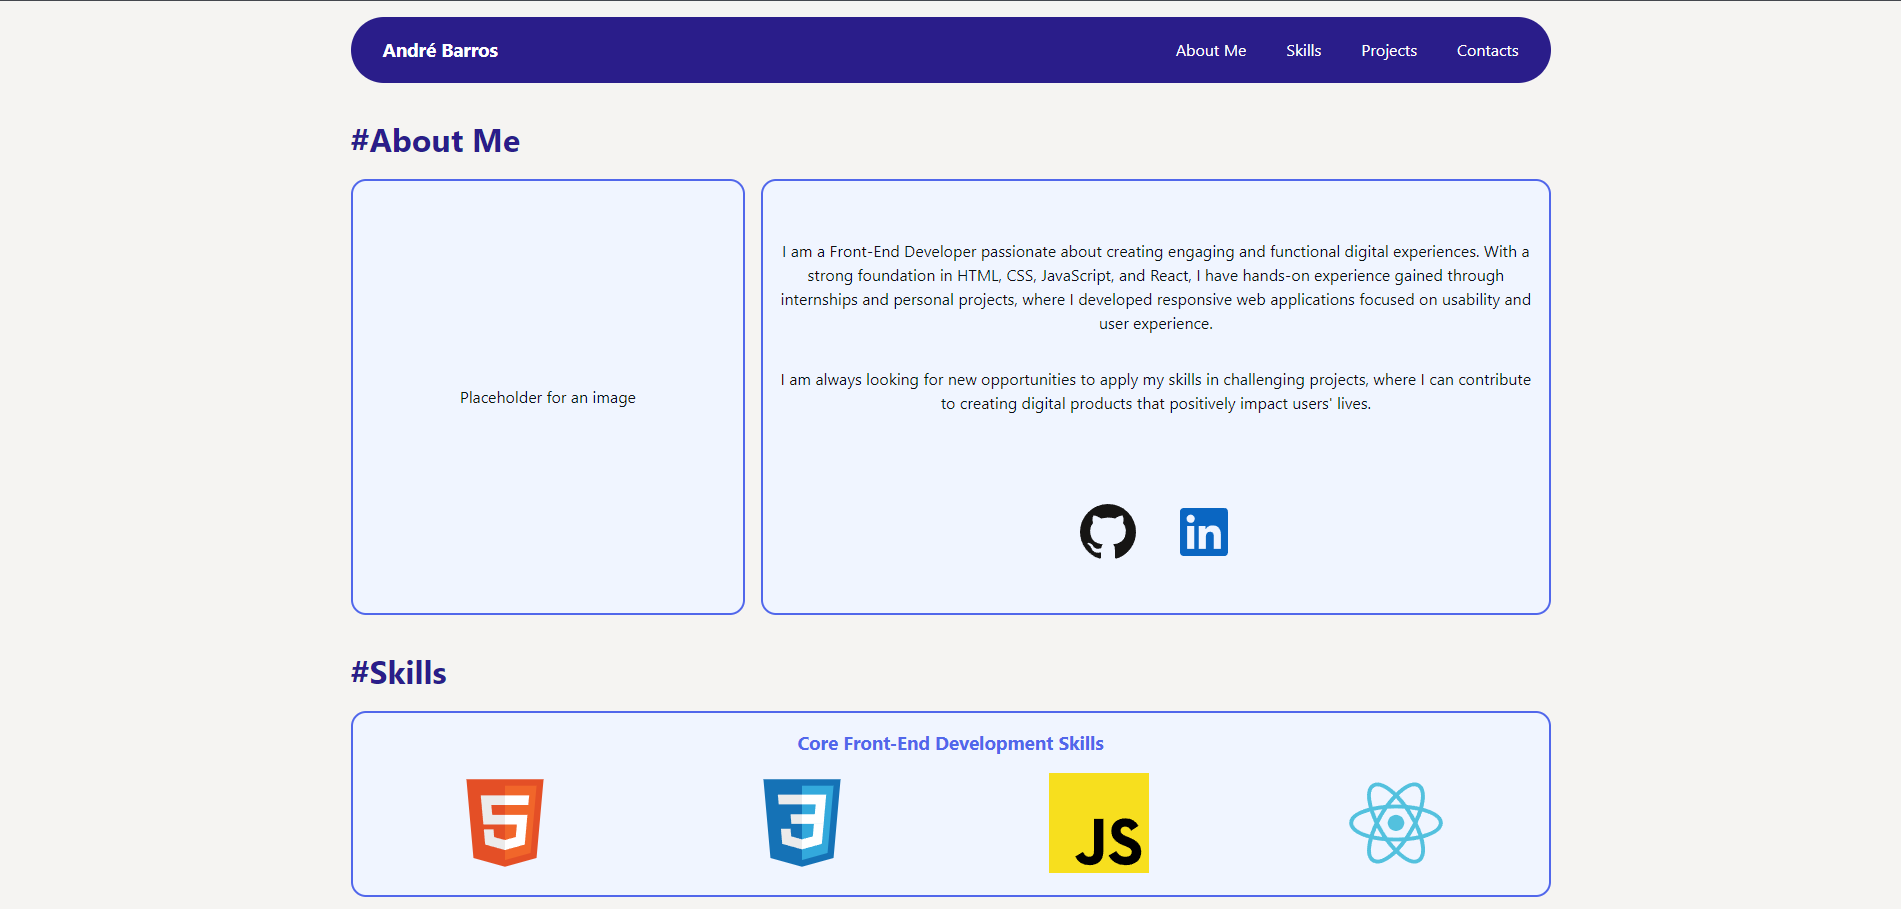 André Barros
About Me
Skills
Projects
Contacts
#About Me
Placeholder for an image
I am a Front-End Developer passionate about creating engaging and functional digital experiences. With a
strong foundation in HTML, CSS, JavaScript, and React, I have hands-on experience gained through
internships and personal projects, where I developed responsive web applications focused on usability and
user experience.
I am always looking for new opportunities to apply my skills in challenging projects, where I can contribute
to creating digital products that positively impact users' lives.
in
#Skills
Core Front-End Development Skills
5
3
JS